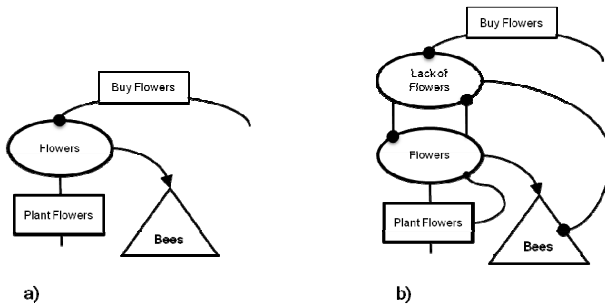 Buy Flowers
Flowers
Plant Flowers
Bees
a)
Buy Flowers
Lack of
Flowers
Flowers
Plant Flowers
Bees
b)